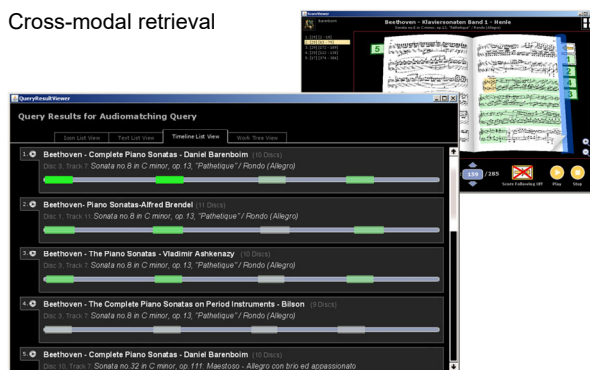 Cross-modal retrieval
ScoreViewer
Barenboim
Beethoven - Klaviersonaten Band 1 - Henle
Sonata no.8 in C minor, op.13, "Pathetique" / Rondo (Allegro)
5
1
2
4
3
139 /285
Score Following Off
Play
Stop
QueryResultViewer
Query Results for Audiomatching Query
Icon List View
Text List View
Timeline List View
Work Tree View
1. Beethoven - Complete Piano Sonatas - Daniel Barenboim (10 Discs)
Disc 3, Track 7: Sonata no.8 in C minor, op.13, "Pathetique" / Rondo (Allegro)
2. Beethoven- Piano Sonatas-Alfred Brendel (11 Discs)
Disc 1, Track 11: Sonata no.8 in C minor, op.13, "Pathetique" / Rondo (Allegro)
3. Beethoven - The Piano Sonatas - Vladimir Ashkenazy (10 Discs)
Disc 3, Track 7: Sonata no.8 in C minor, op.13, "Pathetique" / Rondo (Allegro)
4. Beethoven - The Complete Piano Sonatas on Period Instruments - Bilson (9 Discs)
Disc 3, Track 7: Sonata no.8 in C minor, op.13, "Pathetique" / Rondo (Allegro)
5. Beethoven - Complete Piano Sonatas - Daniel Barenboim (10 Discs)
Disc 10, Track 7: Sonata no.32 in C minor, op.111: Maestoso - Allegro con brio ed appassionato